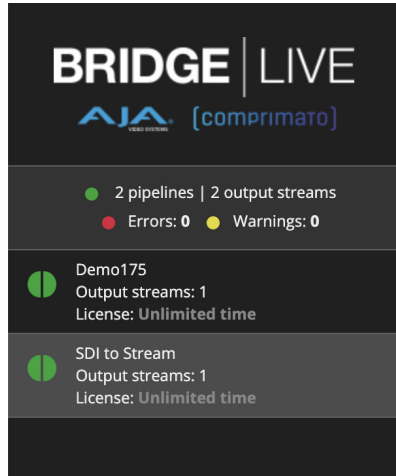 BRIDGE | LIVE
AJA VIDEO SYSTEMS [comprimato]
2 pipelines | 2 output streams
Errors: 0 Warnings: 0
Demo175
Output streams: 1
License: Unlimited time
SDI to Stream
Output streams: 1
License: Unlimited time